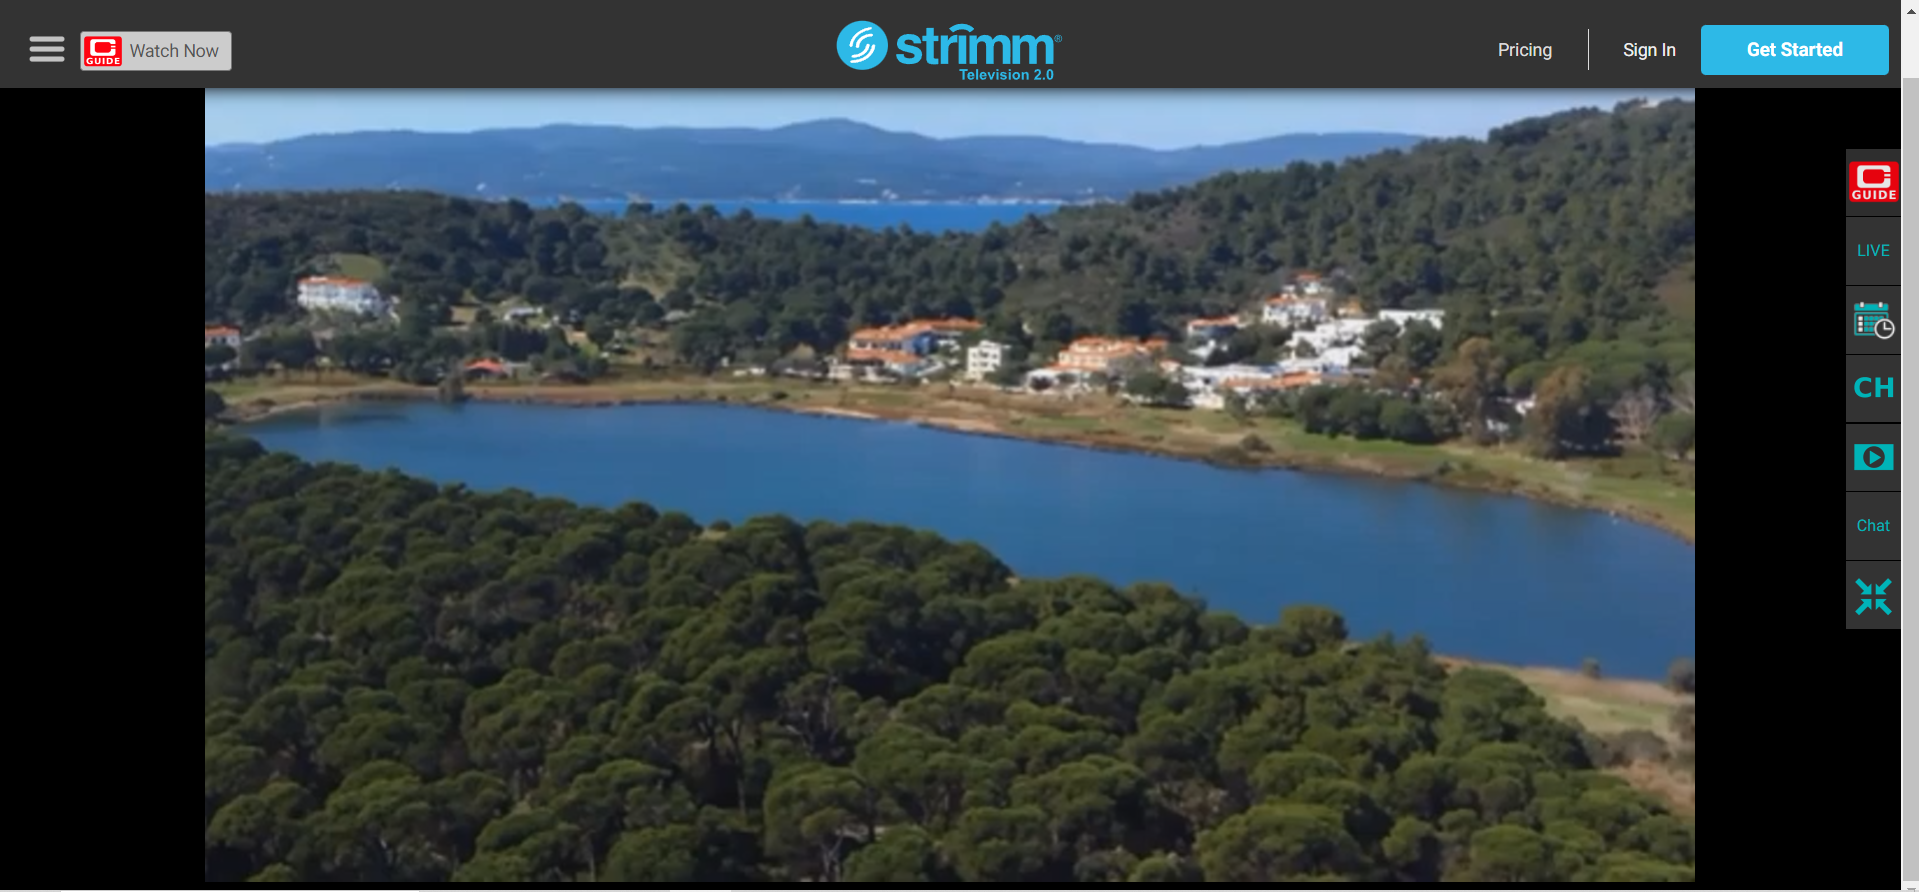 GUIDE
Watch Now
strimm®
Television 2.0
Pricing
Sign In
Get Started
GUIDE
LIVE
CH
Chat